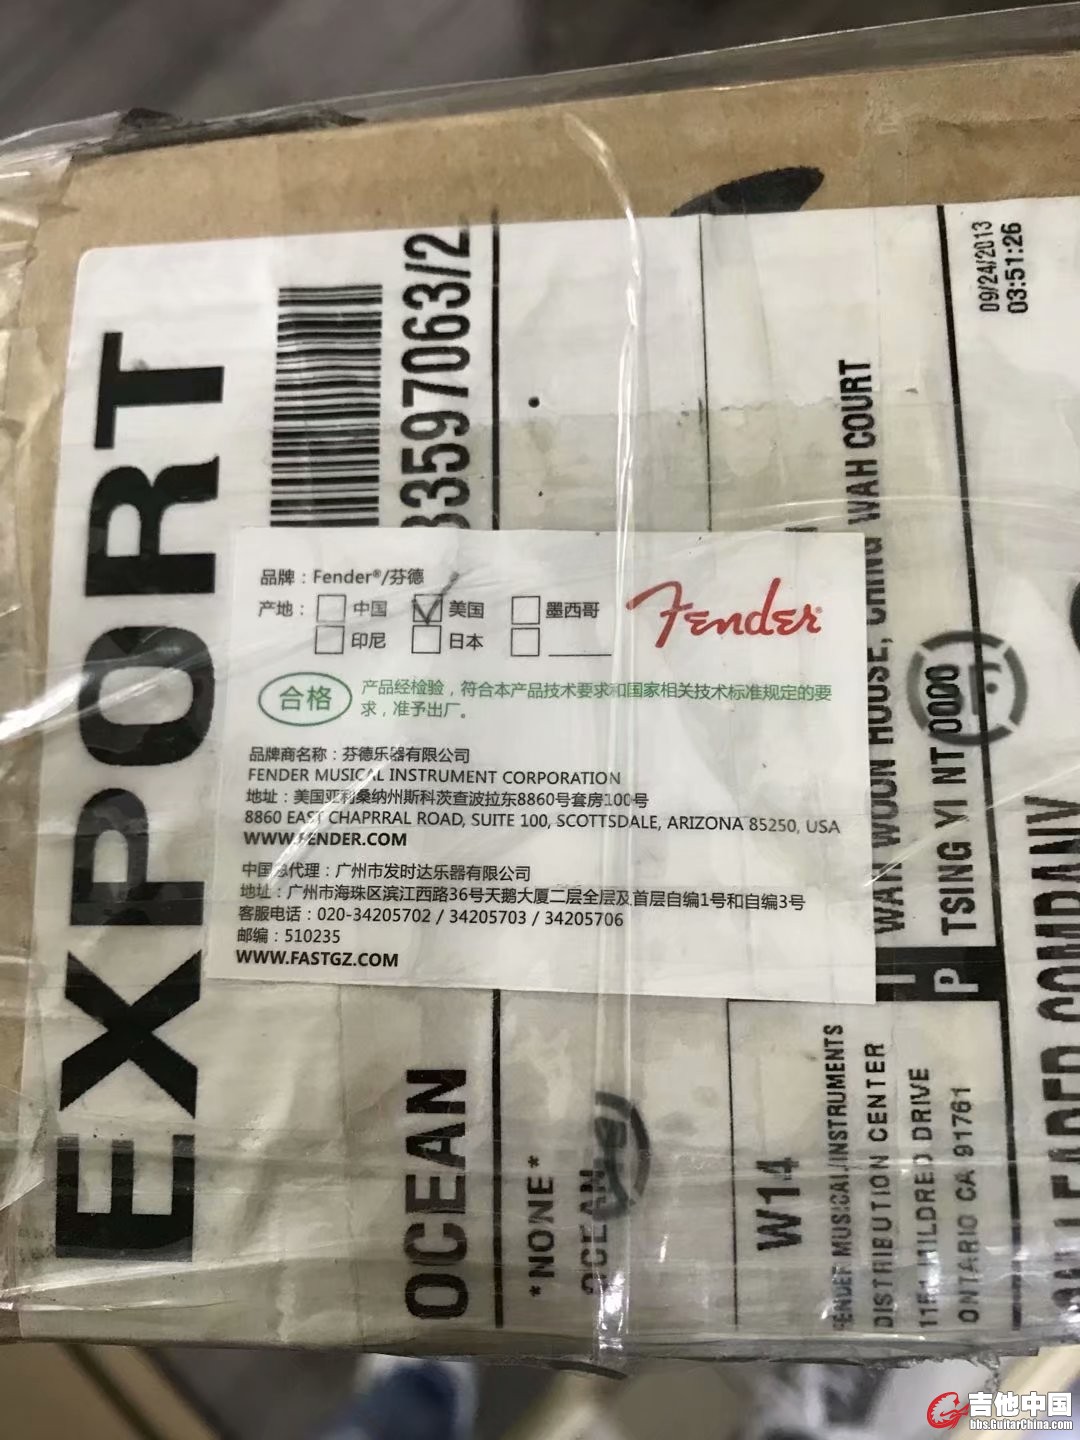 EXPORT
33597063/2
OCEAN
*NONE*
OCEAN
W14
FENDER MUSICAL/INSTRUMENTS
DISTRIBUTION CENTER
MILDRED DRIVE
ONTARIO CA 91761
WAH COURT
WOON HOUSE,
TSING YI NT 0000
P
COMPANY
09/24/2013
03:51:26
品牌：Fender®/芬德
产地： 中国 美国 墨西哥
印尼 日本
Fender®
合格
产品经检验，符合本产品技术要求和国家相关技术标准规定的要
求，准予出厂。
品牌商名称：芬德乐器有限公司
FENDER MUSICAL INSTRUMENT CORPORATION
地址：美国亚利桑纳州斯科茨查波拉东8860号套房100号
8860 EAST CHAPRRAL ROAD, SUITE 100, SCOTTSDALE, ARIZONA 85250, USA
WWW.FENDER.COM
中国总代理：广州市发时达乐器有限公司
地址：广州市海珠区滨江西路36号天鹅大厦二层全层及首层自编1号和自编3号
客服电话：020-34205702 / 34205703 / 34205706
邮编：510235
WWW.FASTGZ.COM
吉他中国
bbs.GuitarChina.com